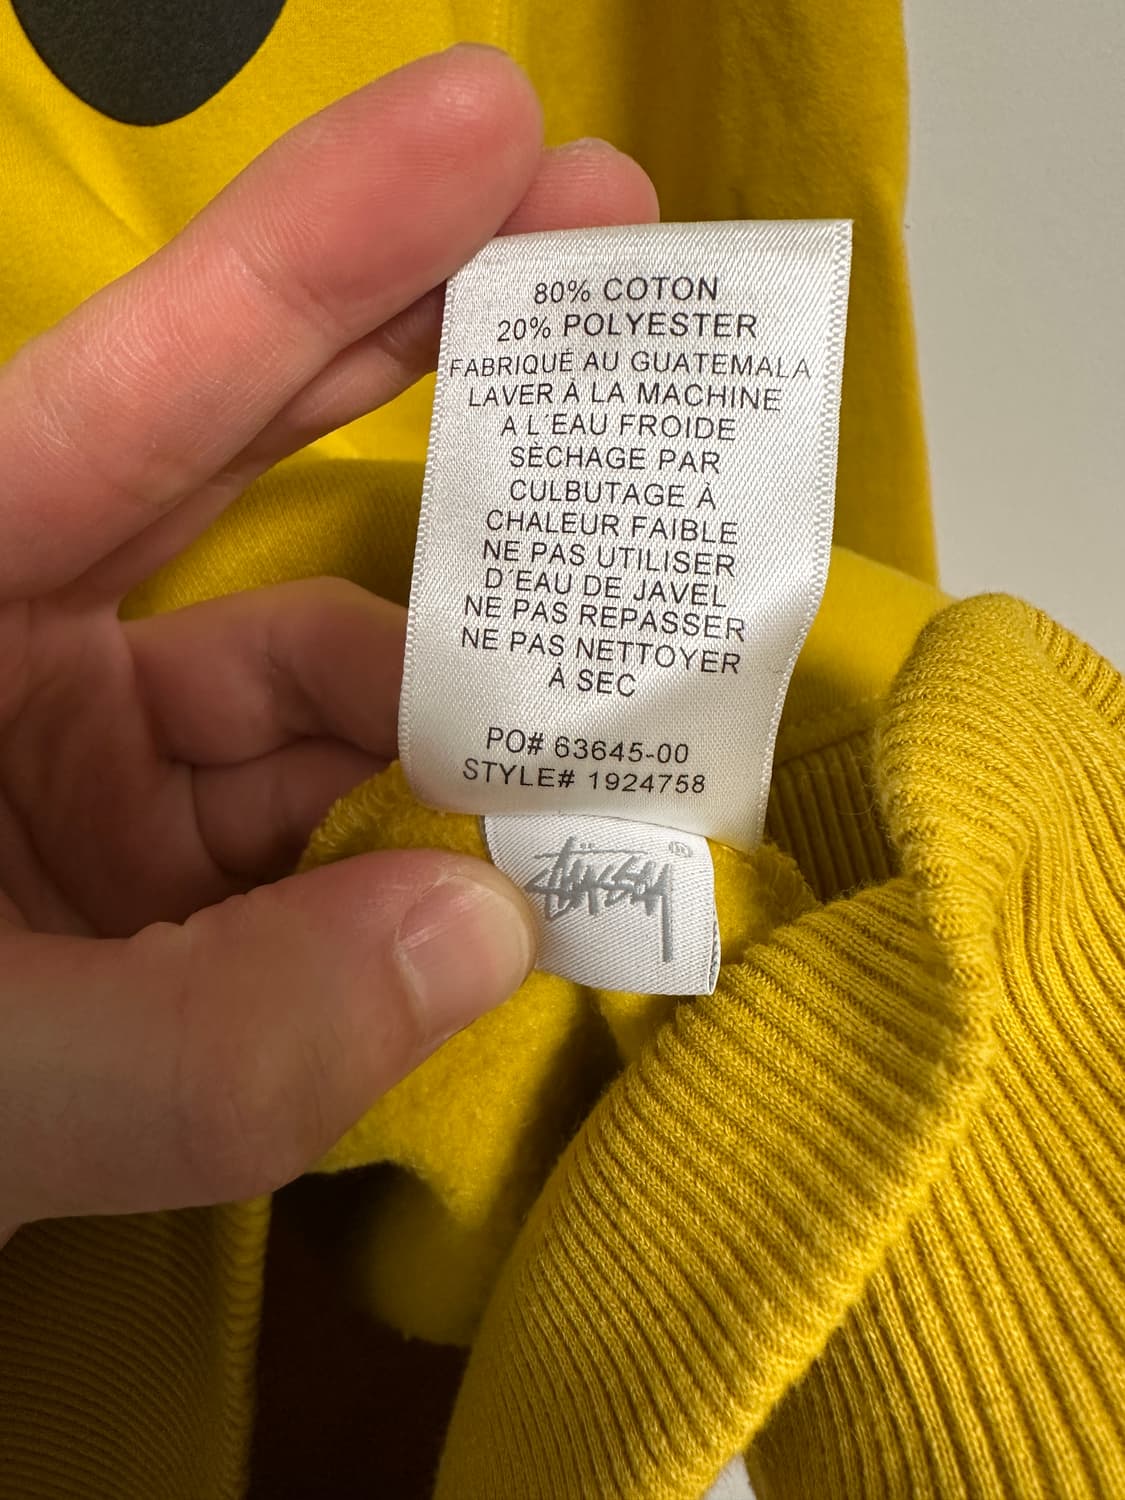 80% COTON
20% POLYESTER
FABRIQUÉ AU GUATEMALA
LAVER À LA MACHINE
A L'EAU FROIDE
SÈCHAGE PAR
CULBUTAGE À
CHALEUR FAIBLE
NE PAS UTILISER
D'EAU DE JAVEL
NE PAS REPASSER
NE PAS NETTOYER
À SEC
PO# 63645-00
STYLE# 1924758
Stüssy ®